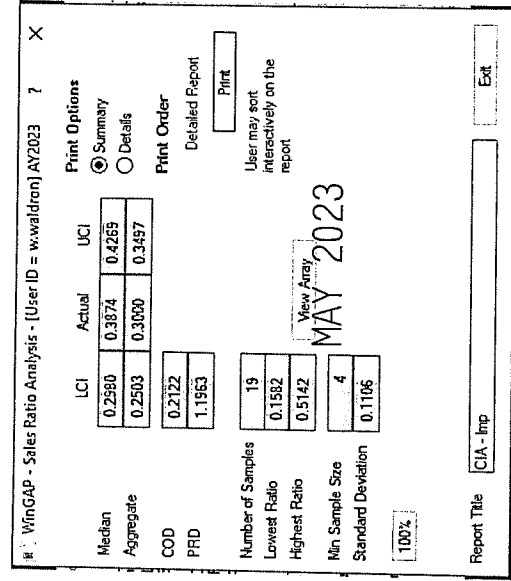 WinGAP - Sales Ratio Analysis - [User ID = w.waldron] AY2023 ? X
LCI Actual UCI
Median 0.2980 0.3874 0.4269
Aggregate 0.2503 0.3000 0.3497
COD 0.2122
PRD 1.1963
Number of Samples 19
Lowest Ratio 0.1582
Highest Ratio 0.5142
Min Sample Size 4
Standard Deviation 0.1106
100%
View Array
MAY 2023
Print Options
Summary
Details
Print Order
Detailed Report
Print
User may sort
interactively on the
report
Report Title CIA - Imp
Exit